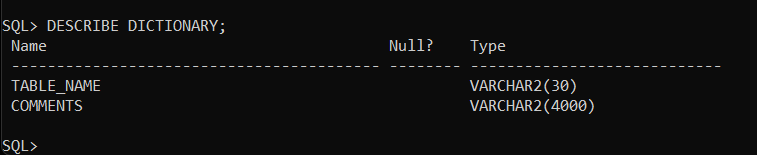 SQL> DESCRIBE DICTIONARY;
Name                                      Null?    Type
----------------------------------------- -------- ----------------------------
TABLE_NAME                                         VARCHAR2(30)
COMMENTS                                           VARCHAR2(4000)
SQL>